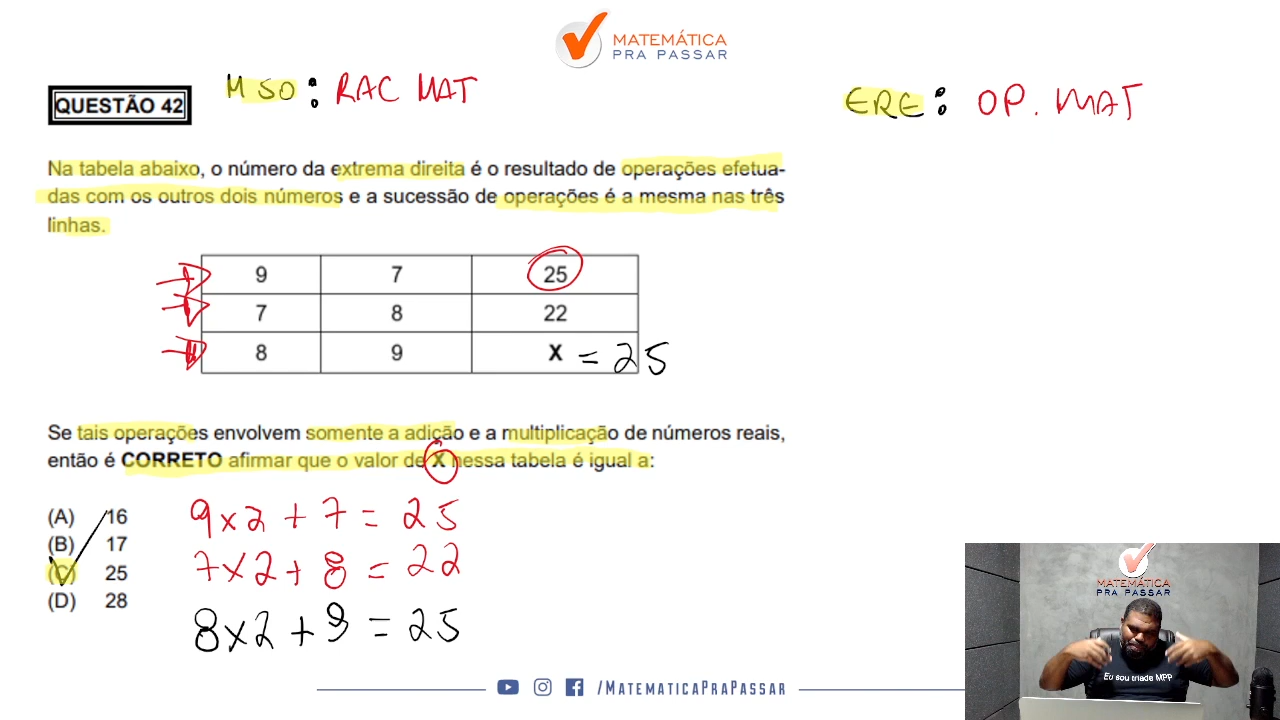 MATEMÁTICA
PRA PASSAR
QUESTÃO 42
MSO : RAC MAT
ERE : OP. MAT
Na tabela abaixo, o número da extrema direita é o resultado de operações efetua-
das com os outros dois números e a sucessão de operações é a mesma nas três
linhas.
9 7 25
7 8 22
8 9 X = 25
Se tais operações envolvem somente a adição e a multiplicação de números reais,
então é CORRETO afirmar que o valor de X nessa tabela é igual a:
(A) 16
(B) 17
(C) 25
(D) 28
9x2 + 7 = 25
7x2 + 8 = 22
8x2 + 9 = 25
MATEMÁTICA
PRA PASSAR
Eu sou tríade MPP
/MATEMATICAPRAPASSAR